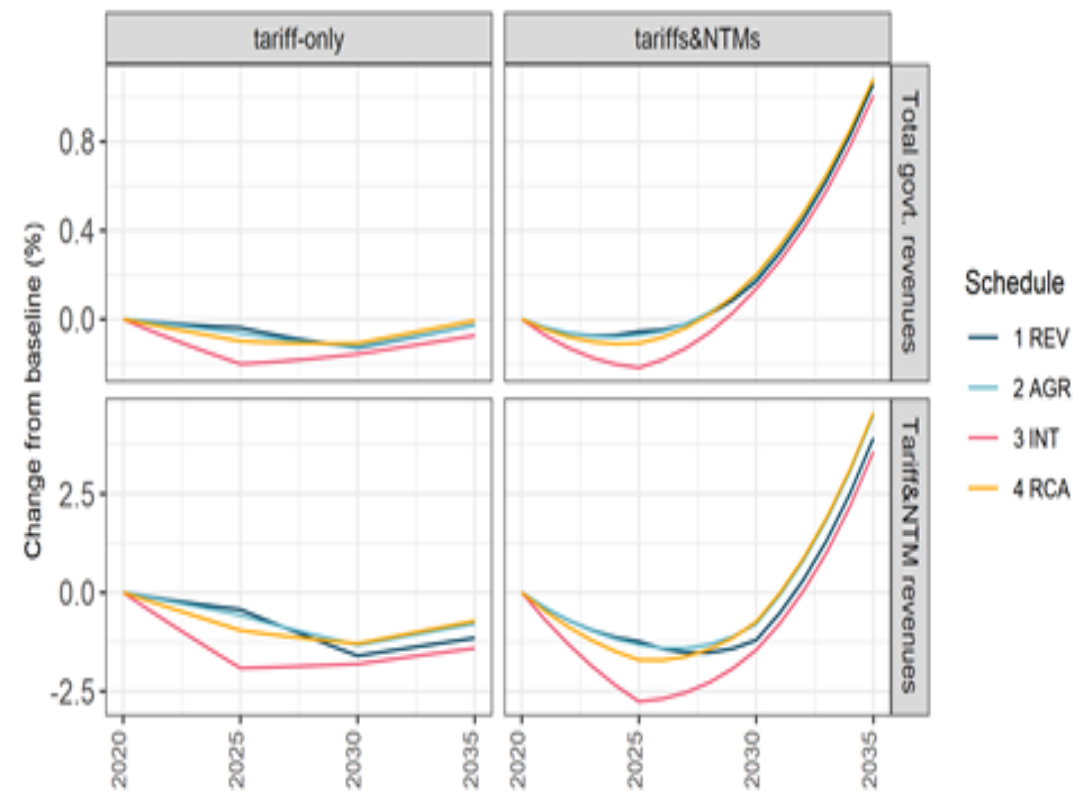 tariff-only
tariffs&NTMs
Change from baseline (%)
0.8
0.4
0.0
Total govt. revenues
2.5
0.0
-2.5
Tariff&NTM revenues
2020
2025
2030
2035
2020
2025
2030
2035
Schedule
1 REV
2 AGR
3 INT
4 RCA